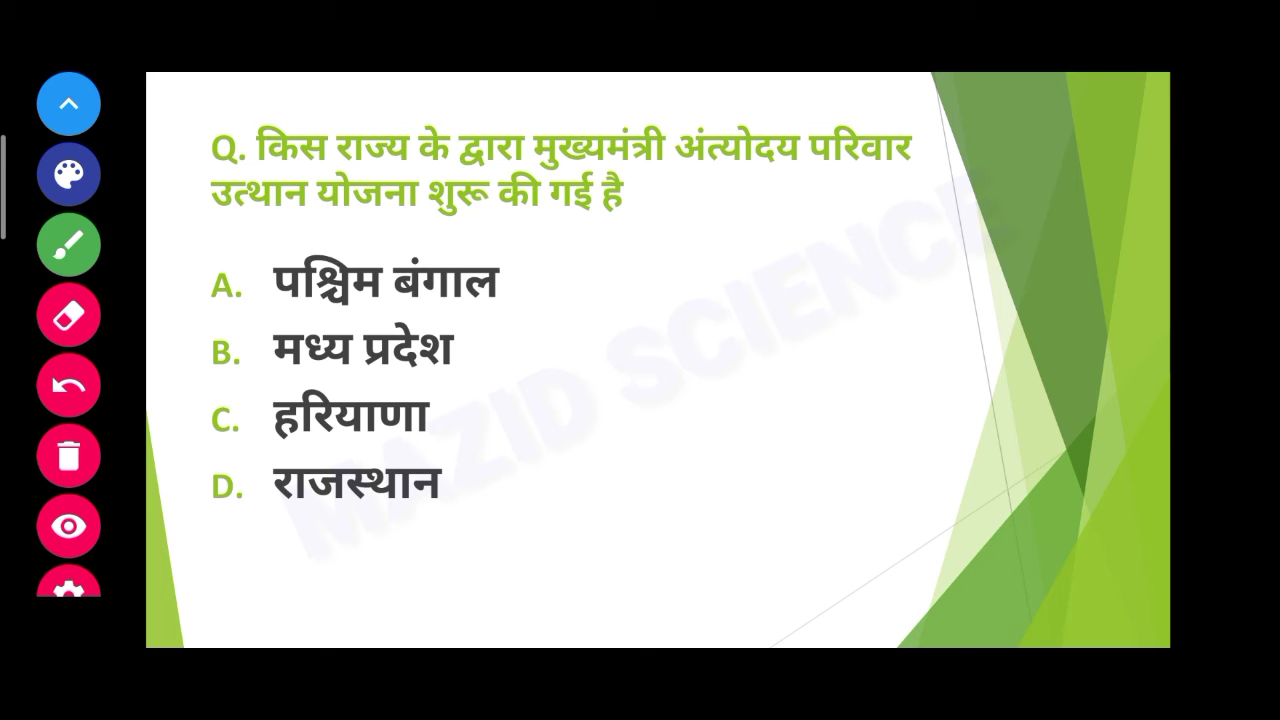 Q. किस राज्य के द्वारा मुख्यमंत्री अंत्योदय परिवार
उत्थान योजना शुरू की गई है
A. पश्चिम बंगाल
B. मध्य प्रदेश
C. हरियाणा
D. राजस्थान
MAZID SCIENCE